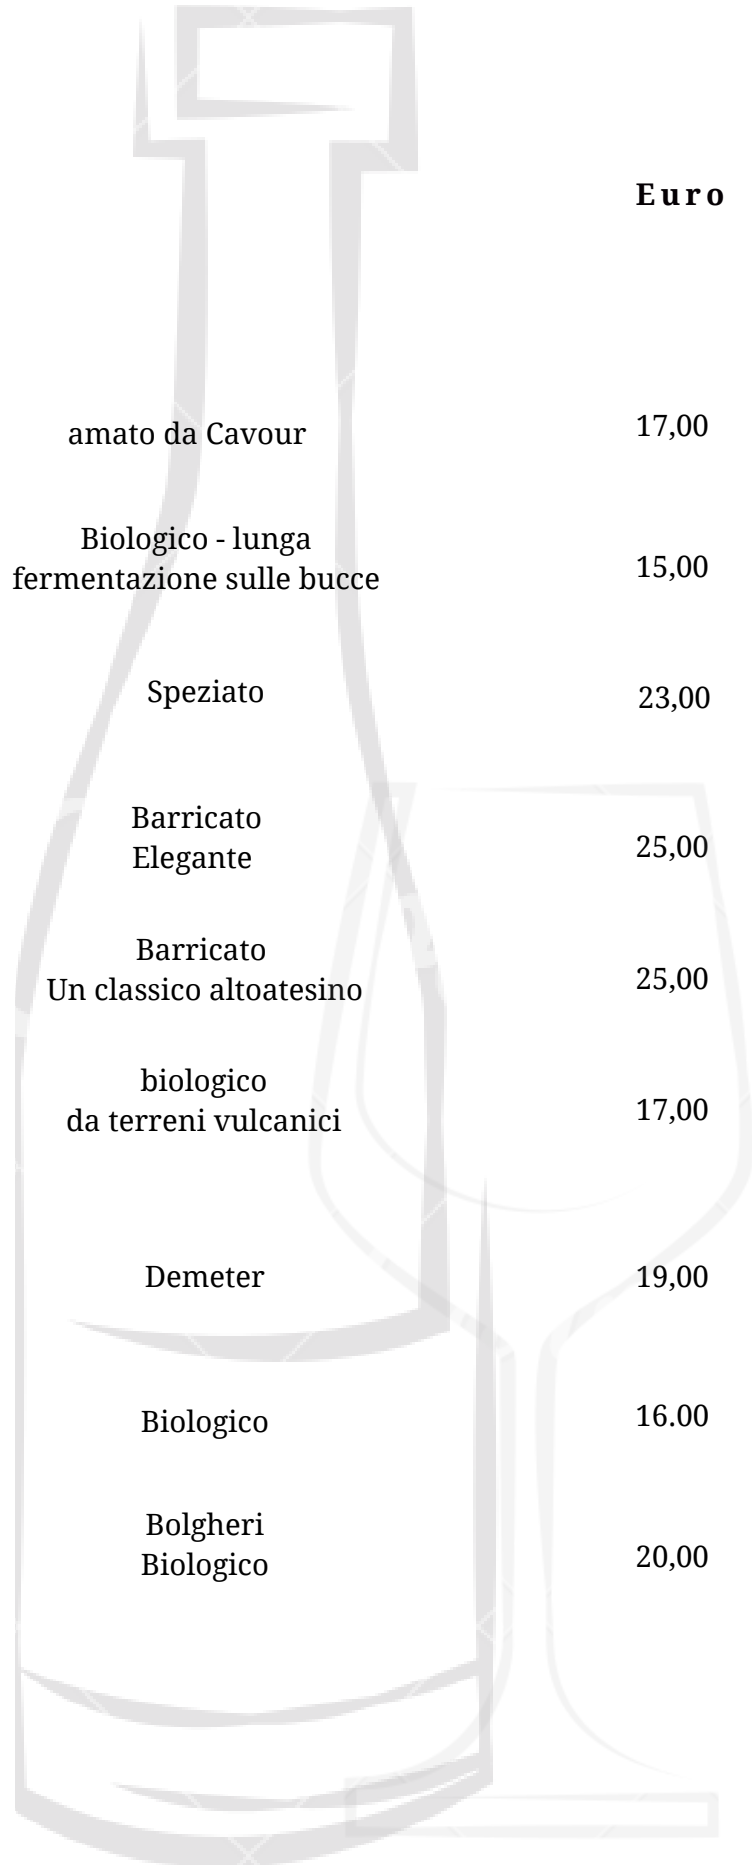 Euro
amato da Cavour 17,00
Biologico - lunga
fermentazione sulle bucce 15,00
Speziato 23,00
Barricato
Elegante 25,00
Barricato
Un classico altoatesino 25,00
biologico
da terreni vulcanici 17,00
Demeter 19,00
Biologico 16.00
Bolgheri
Biologico 20,00